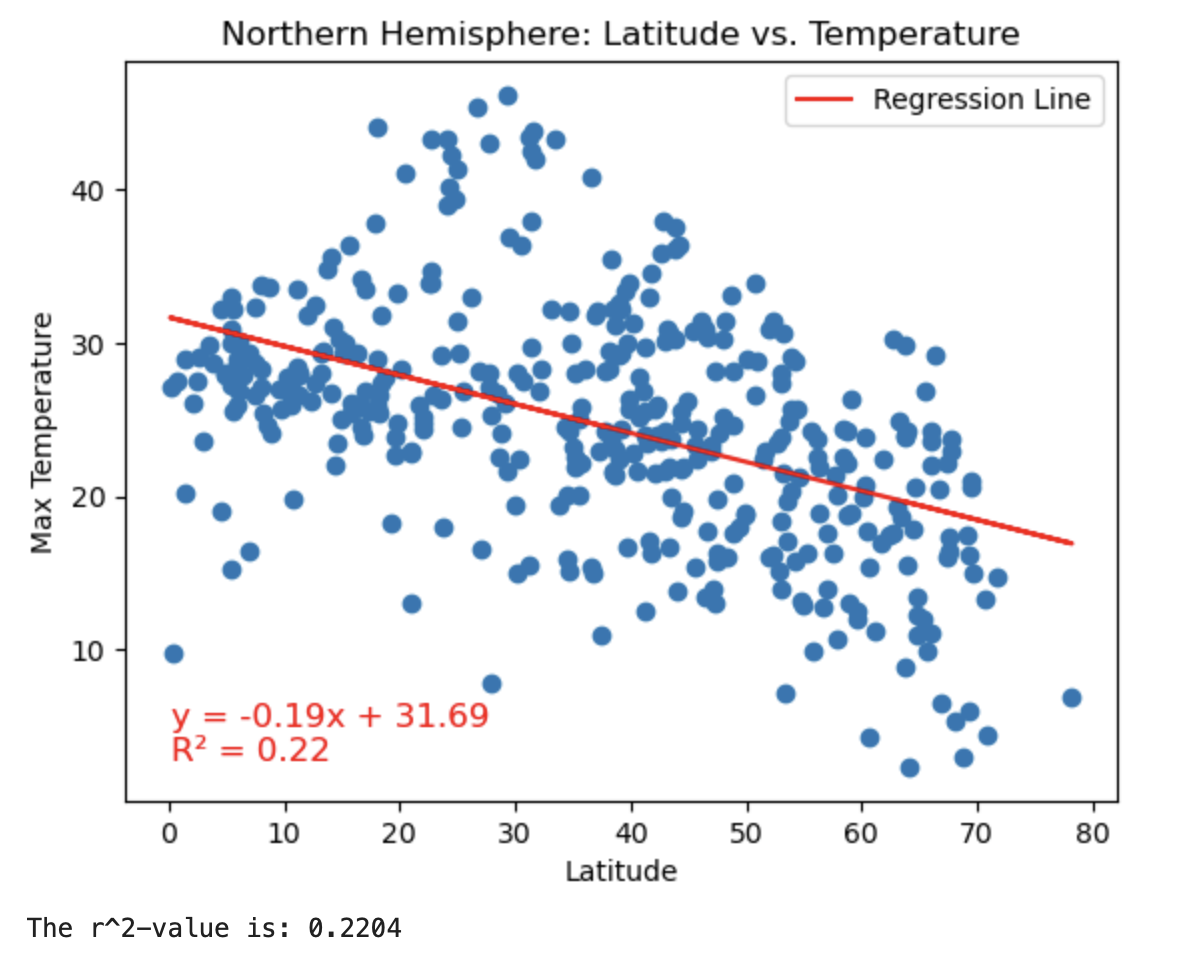 Northern Hemisphere: Latitude vs. Temperature
Regression Line
Max Temperature
40
30
20
10
y = -0.19x + 31.69
R² = 0.22
0 10 20 30 40 50 60 70 80
Latitude
The r^2-value is: 0.2204